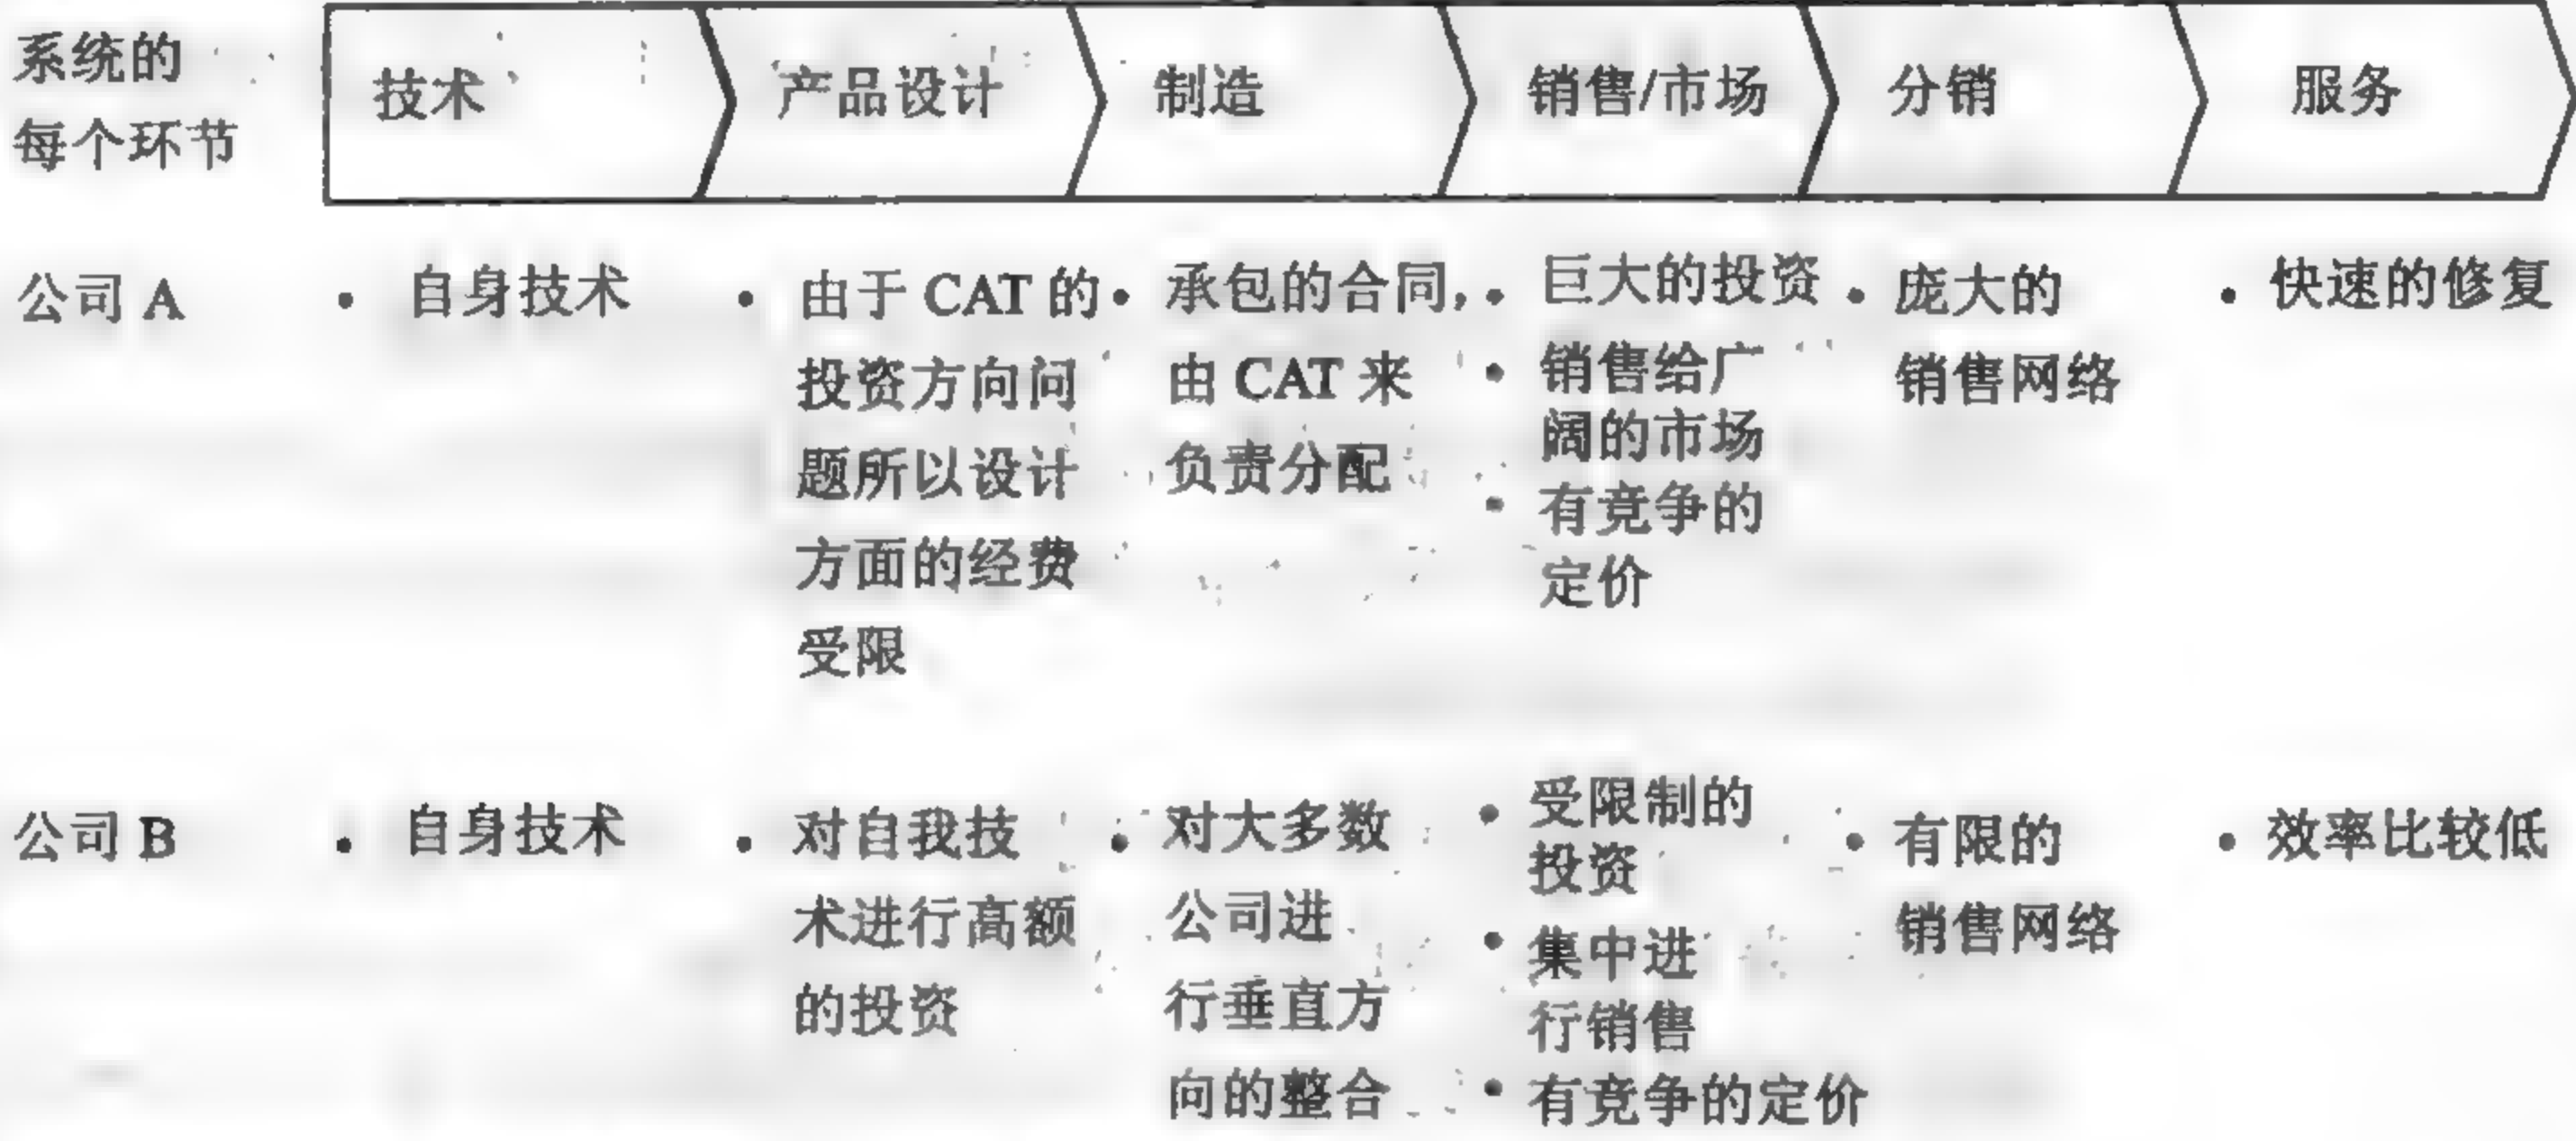 系统的
每个环节
技术
产品设计
制造
销售/市场
分销
服务
公司 A
• 自身技术
• 由于 CAT 的
投资方向问
题所以设计
方面的经费
受限
• 承包的合同,
由 CAT 来
负责分配
• 巨大的投资
• 销售给广
阔的市场
• 有竞争的
定价
• 庞大的
销售网络
• 快速的修复
公司 B
• 自身技术
• 对自我技
术进行高额
的投资
• 对大多数
公司进
行垂直方
向的整合
• 受限制的
投资
• 集中进
行销售
• 有竞争的定价
• 有限的
销售网络
• 效率比较低